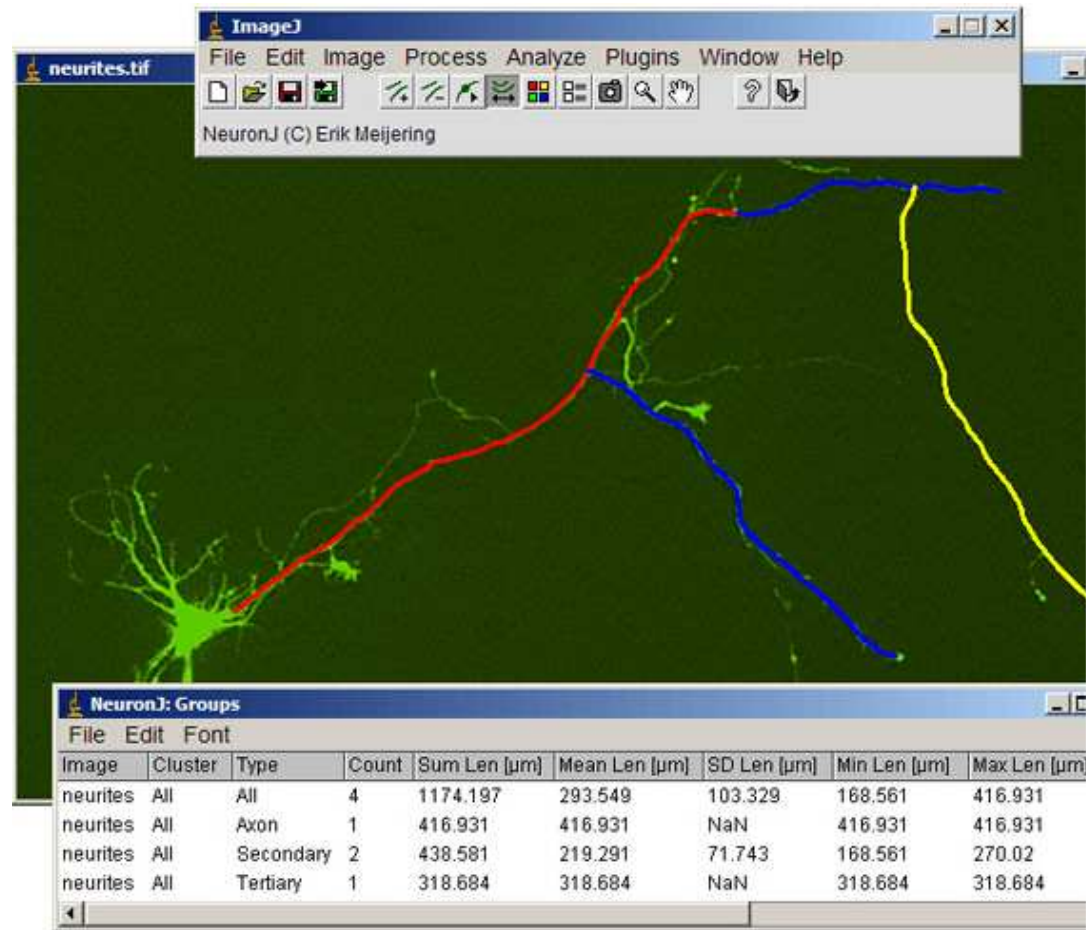 ImageJ
File Edit Image Process Analyze Plugins Window Help
NeuronJ (C) Erik Meijering
neurites.tif
NeuronJ: Groups
File Edit Font
Image Cluster Type Count Sum Len [µm] Mean Len [µm] SD Len [µm] Min Len [µm] Max Len [µm]
neurites All All 4 1174.197 293.549 103.329 168.561 416.931
neurites All Axon 1 416.931 416.931 NaN 416.931 416.931
neurites All Secondary 2 438.581 219.291 71.743 168.561 270.02
neurites All Tertiary 1 318.684 318.684 NaN 318.684 318.684